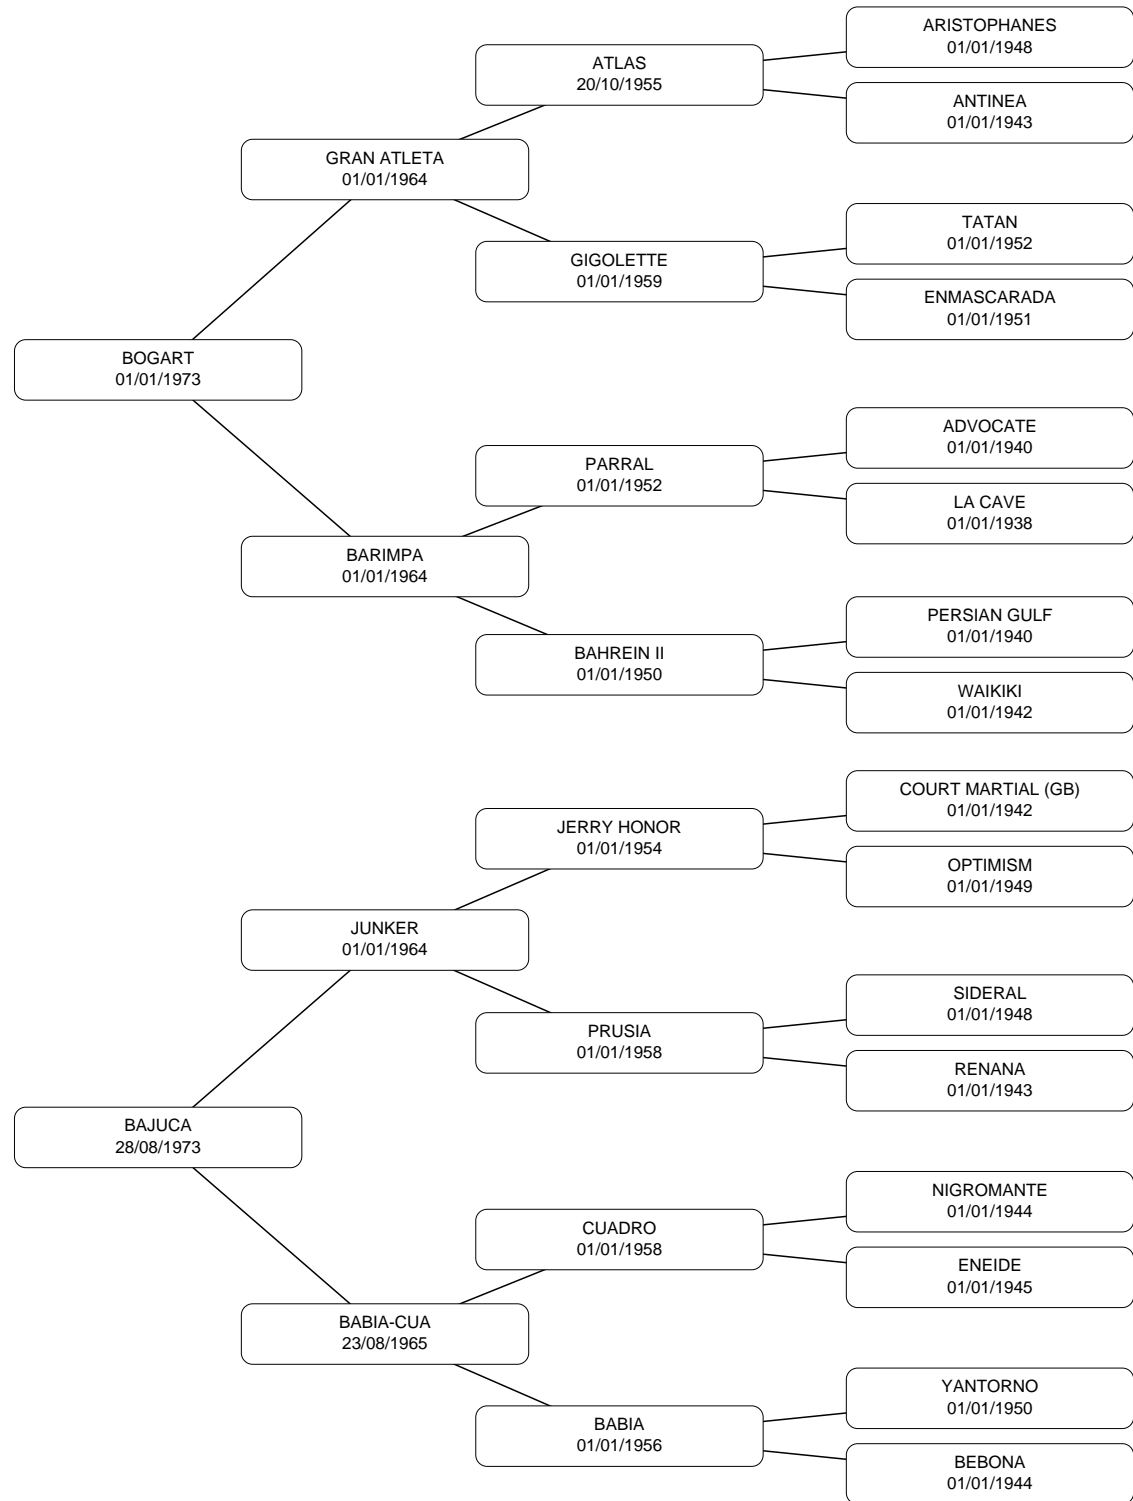 ARISTOPHANES
01/01/1948
ATLAS
20/10/1955
ANTINEA
01/01/1943
GRAN ATLETA
01/01/1964
TATAN
01/01/1952
GIGOLETTE
01/01/1959
ENMASCARADA
01/01/1951
BOGART
01/01/1973
ADVOCATE
01/01/1940
PARRAL
01/01/1952
LA CAVE
01/01/1938
BARIMPA
01/01/1964
PERSIAN GULF
01/01/1940
BAHREIN II
01/01/1950
WAIKIKI
01/01/1942
COURT MARTIAL (GB)
01/01/1942
JERRY HONOR
01/01/1954
OPTIMISM
01/01/1949
JUNKER
01/01/1964
SIDERAL
01/01/1948
PRUSIA
01/01/1958
RENANA
01/01/1943
BAJUCA
28/08/1973
NIGROMANTE
01/01/1944
CUADRO
01/01/1958
ENEIDE
01/01/1945
BABIA-CUA
23/08/1965
YANTORNO
01/01/1950
BABIA
01/01/1956
BEBONA
01/01/1944